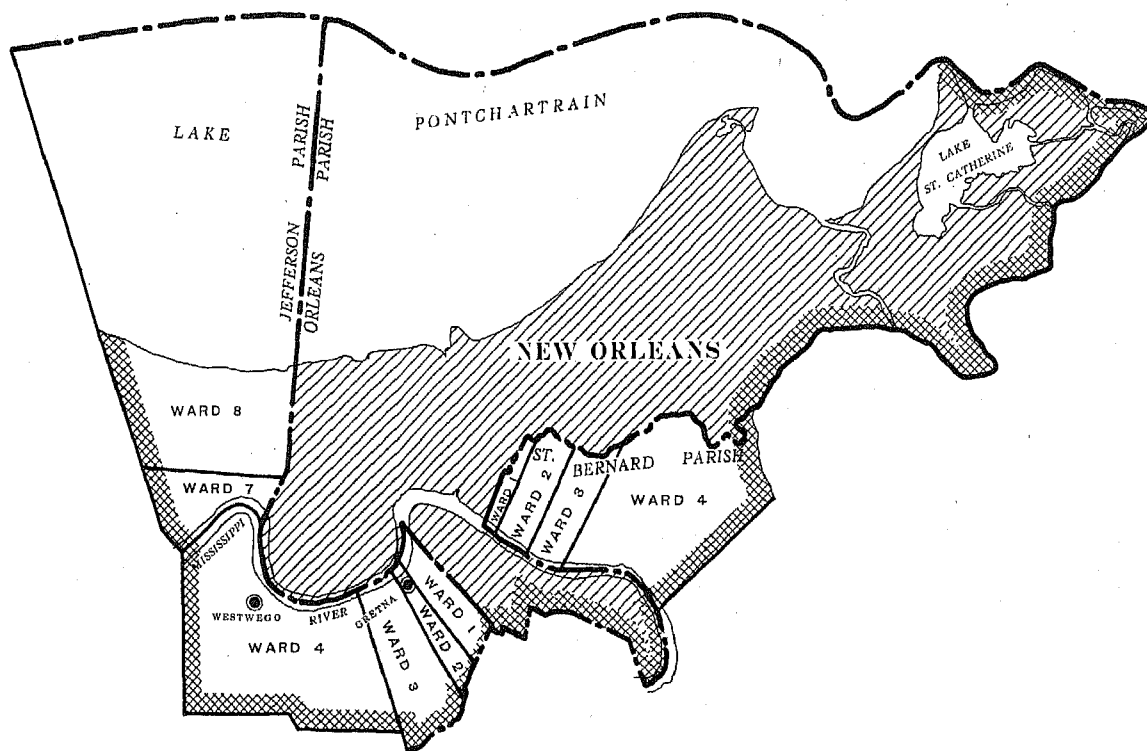 LAKE
PONTCHARTRAIN
JEFFERSON PARISH
ORLEANS PARISH
LAKE
ST. CATHERINE
NEW ORLEANS
WARD 8
WARD 7
ST. BERNARD PARISH
WARD 1
WARD 2
WARD 3
WARD 4
MISSISSIPPI RIVER
WESTWEGO
GRETNA
WARD 4
WARD 3
WARD 2
WARD 1